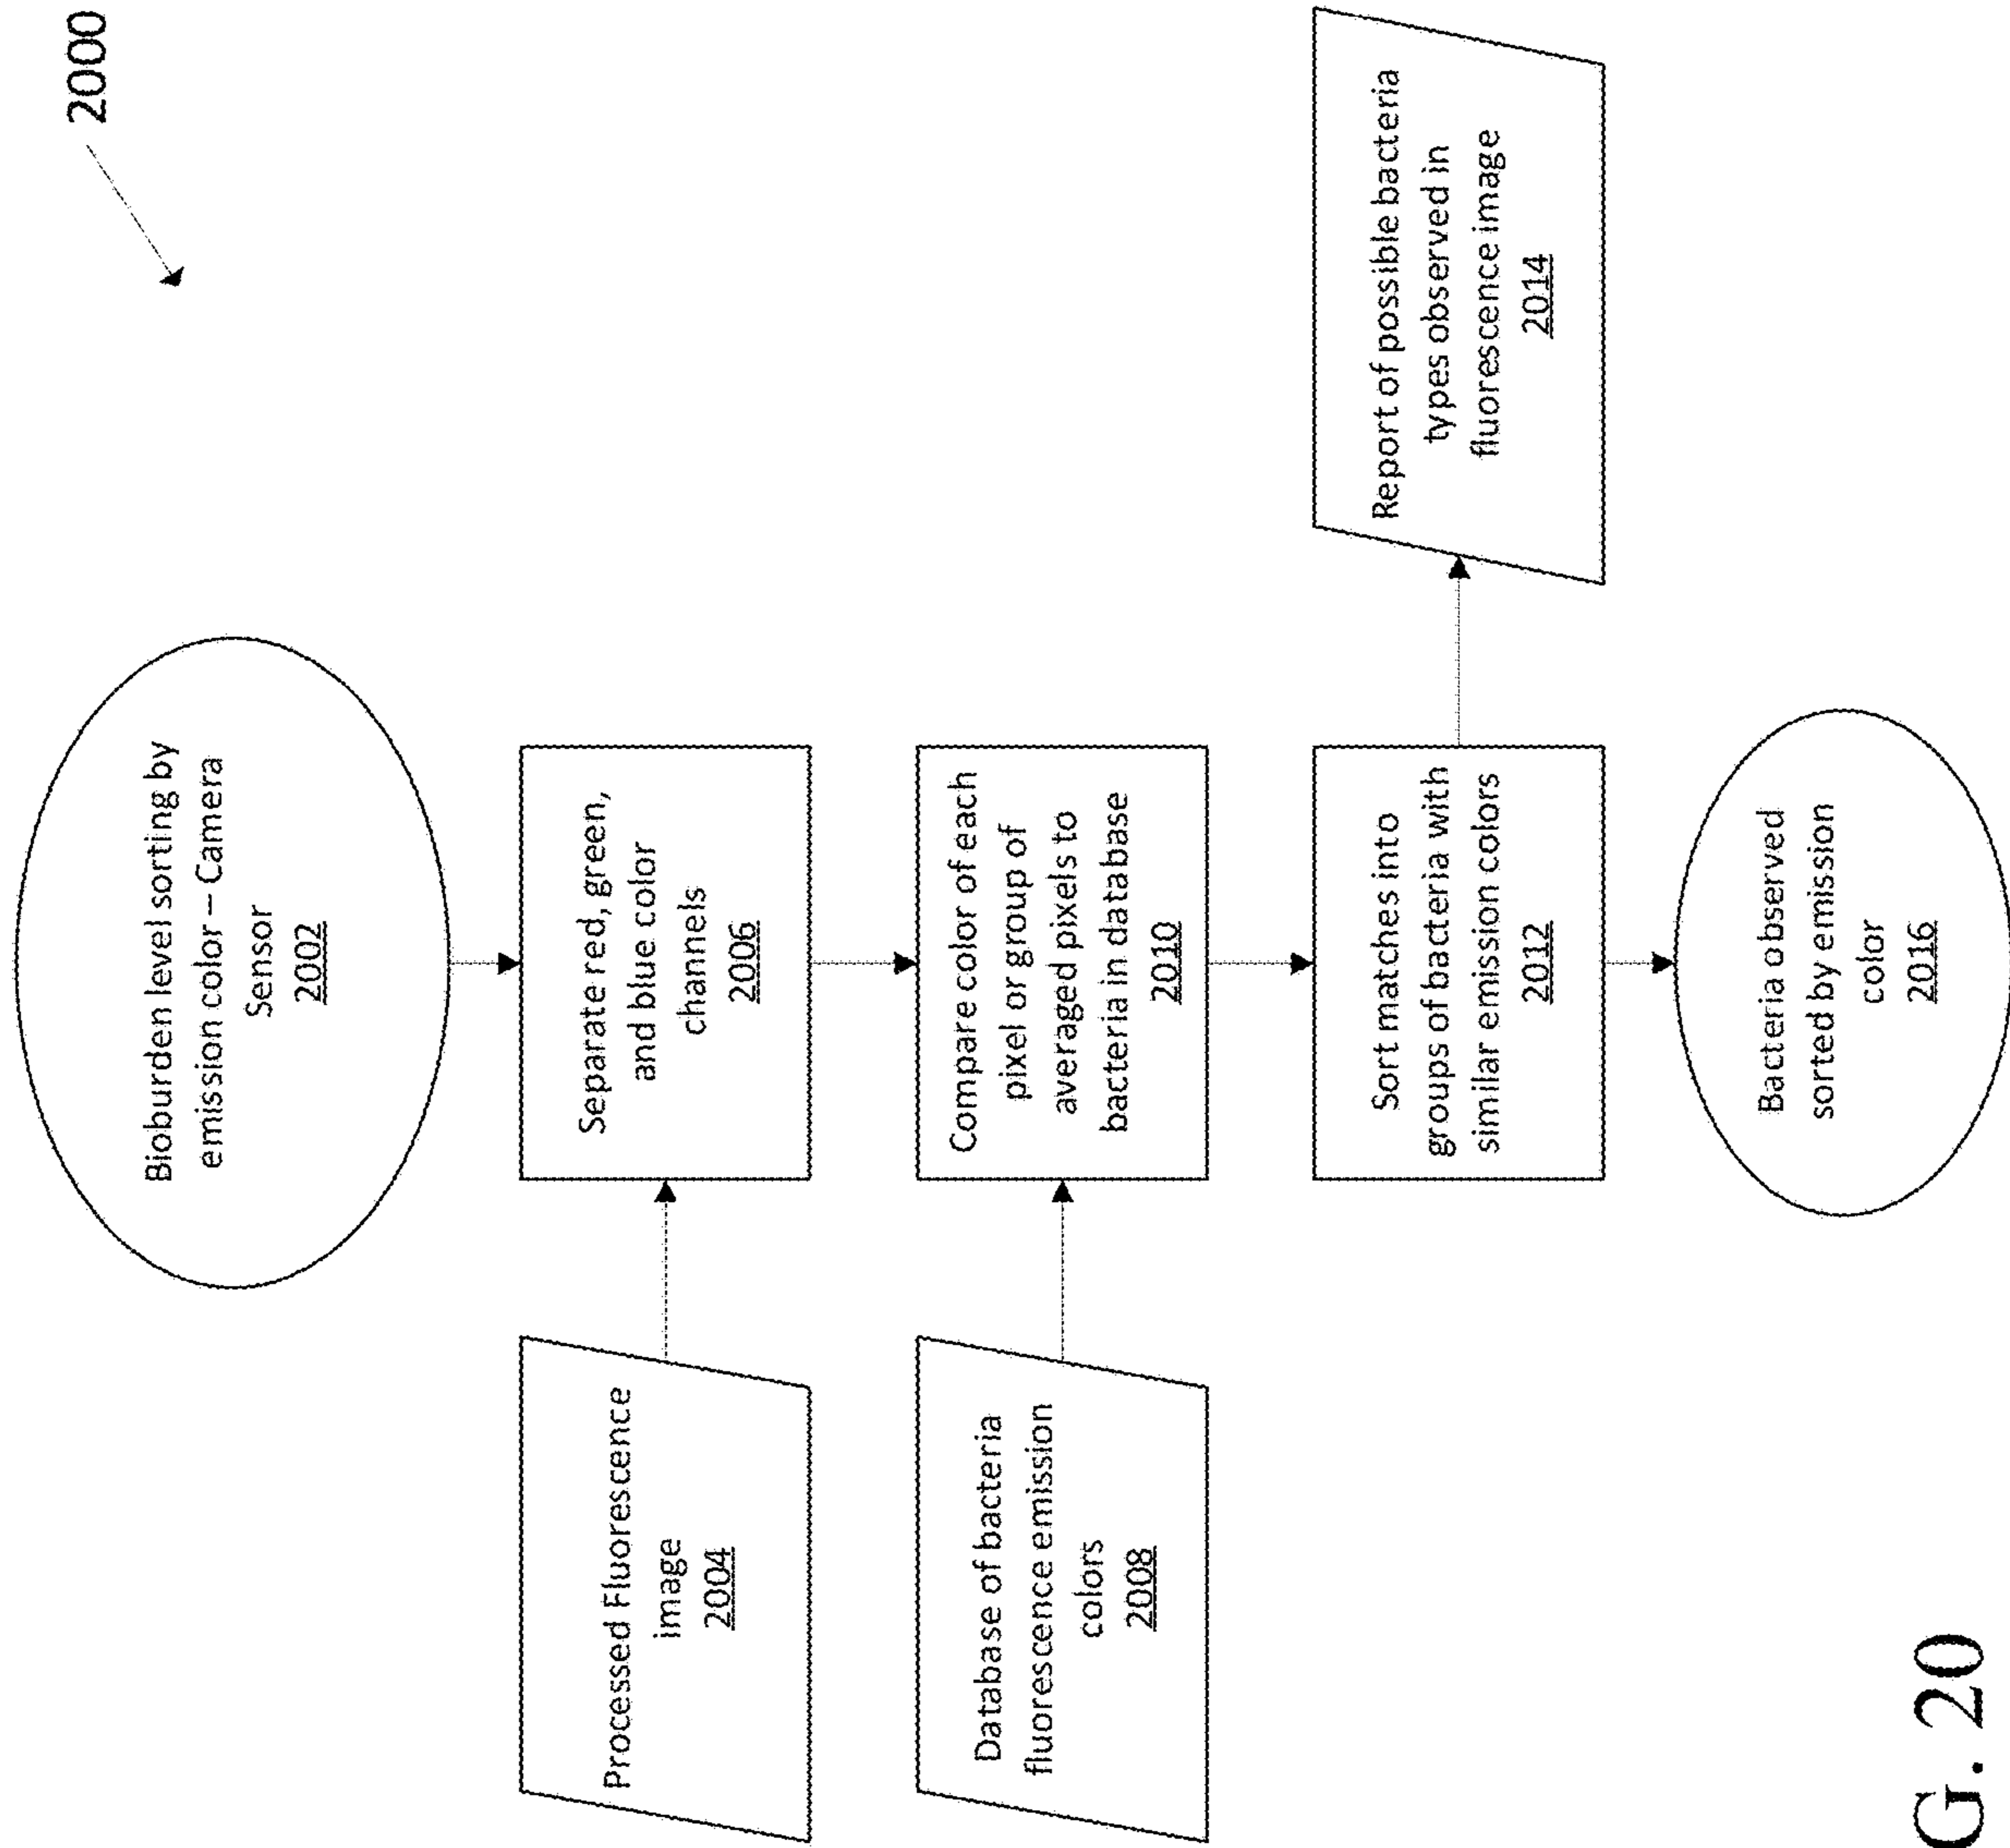 2000
Bioburden level sorting by
emission color – Camera
Sensor
2002
Processed Fluorescence
image
2004
Separate red, green,
and blue color
channels
2006
Database of bacteria
fluorescence emission
colors
2008
Compare color of each
pixel or group of
averaged pixels to
bacteria in database
2010
Sort matches into
groups of bacteria with
similar emission colors
2012
Report of possible bacteria
types observed in
fluorescence image
2014
Bacteria observed
sorted by emission
color
2016
G. 20